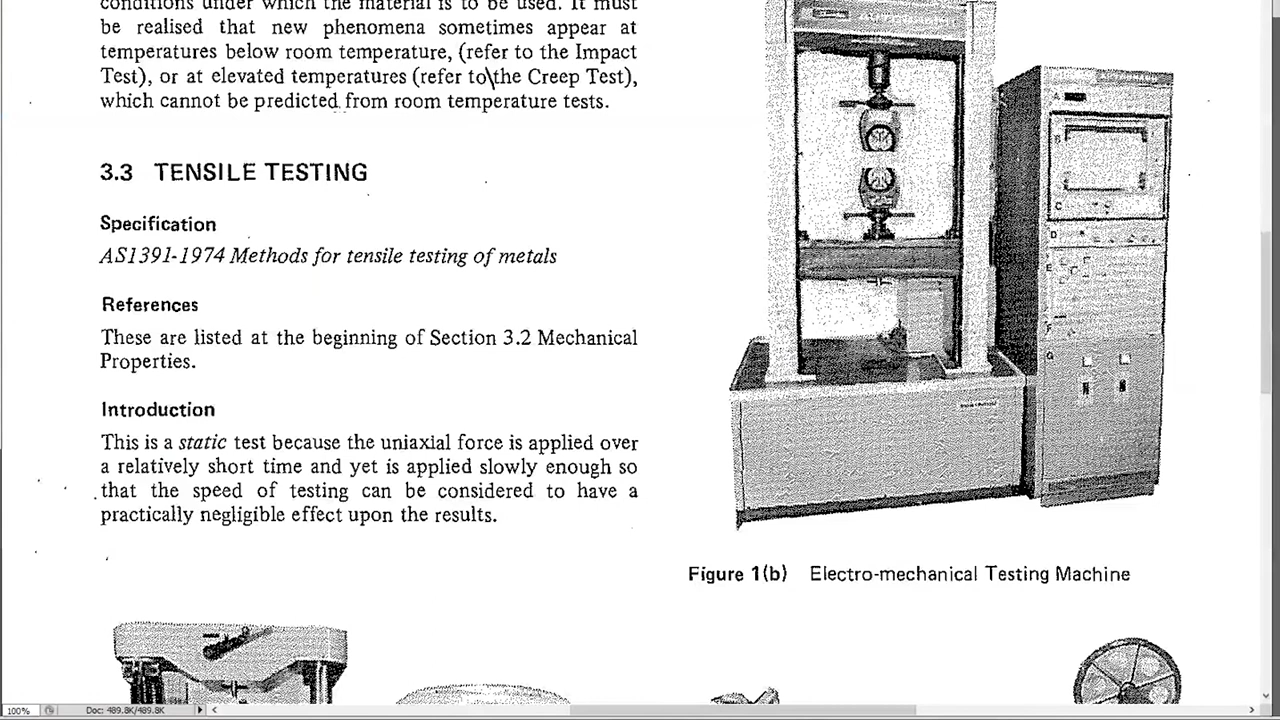 conditions under which the material is to be used. It must
be realised that new phenomena sometimes appear at
temperatures below room temperature, (refer to the Impact
Test), or at elevated temperatures (refer to\the Creep Test),
which cannot be predicted from room temperature tests.
3.3 TENSILE TESTING
Specification
AS1391-1974 Methods for tensile testing of metals
References
These are listed at the beginning of Section 3.2 Mechanical
Properties.
Introduction
This is a static test because the uniaxial force is applied over
a relatively short time and yet is applied slowly enough so
that the speed of testing can be considered to have a
practically negligible effect upon the results.
A
C
D
E
F
G
Figure 1(b) Electro-mechanical Testing Machine
100% Doc: 489.8K/489.8K